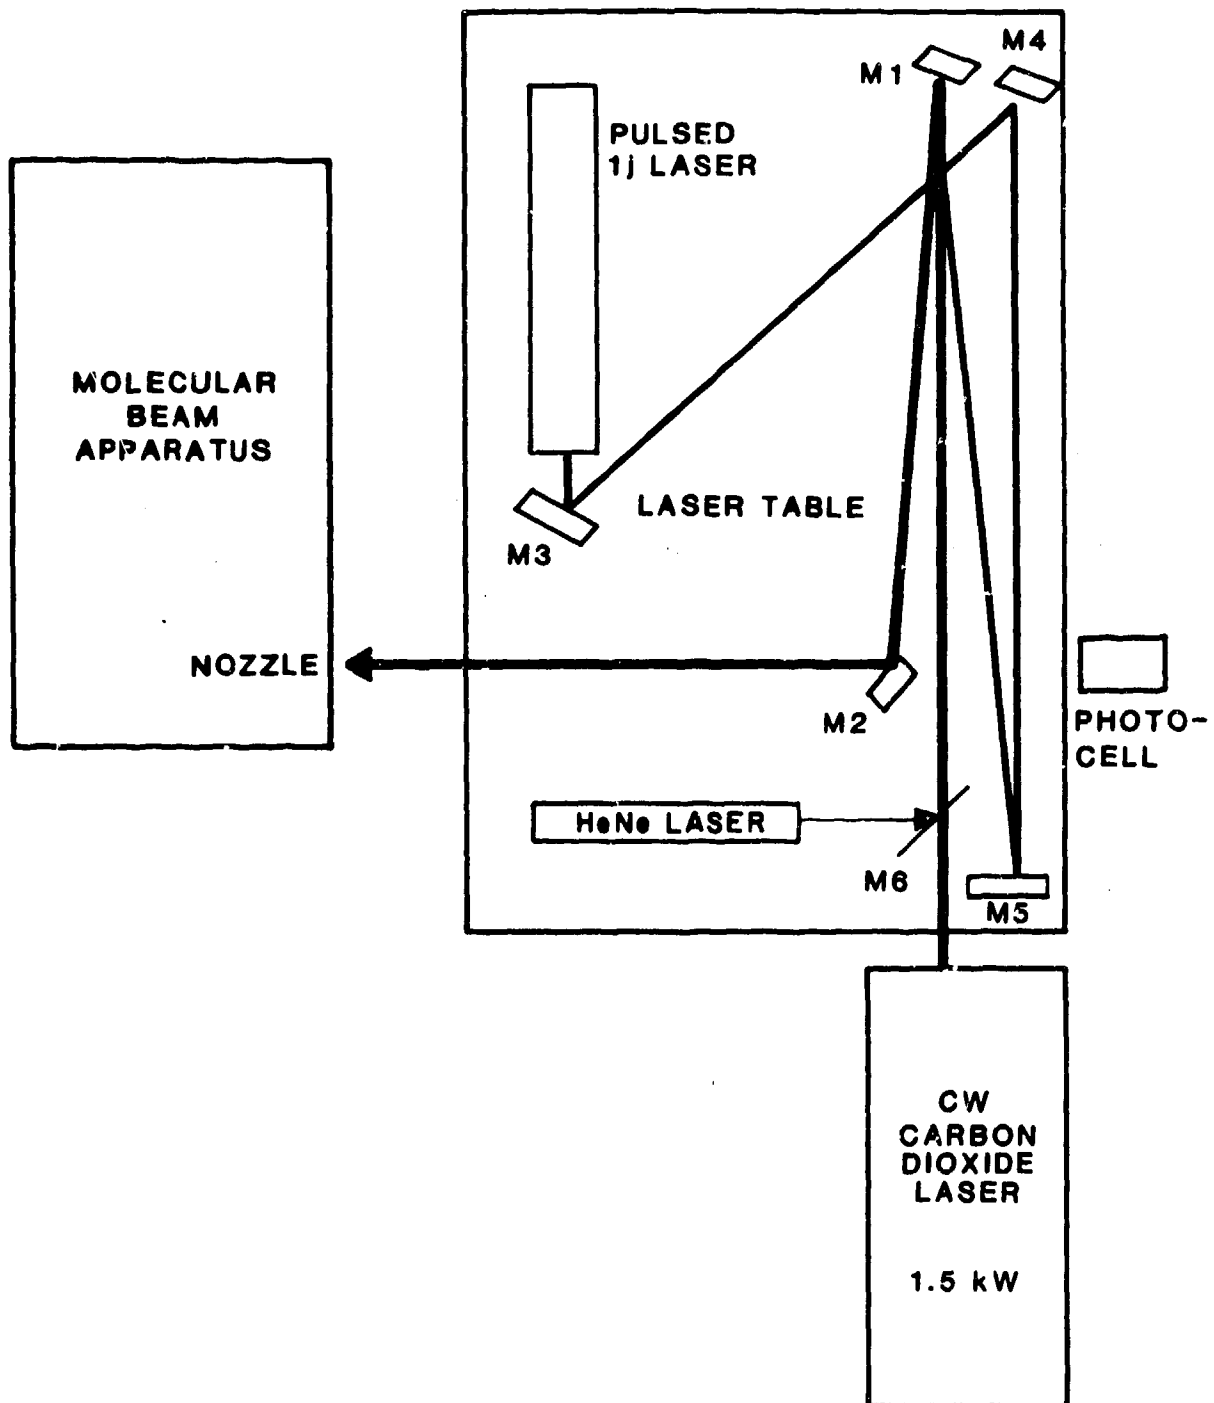 M4
M1
PULSED
1j LASER
MOLECULAR
BEAM
APPARATUS
LASER TABLE
M3
NOZZLE
M2
PHOTO-
CELL
HeNe LASER
M6
M5
CW
CARBON
DIOXIDE
LASER
1.5 kW